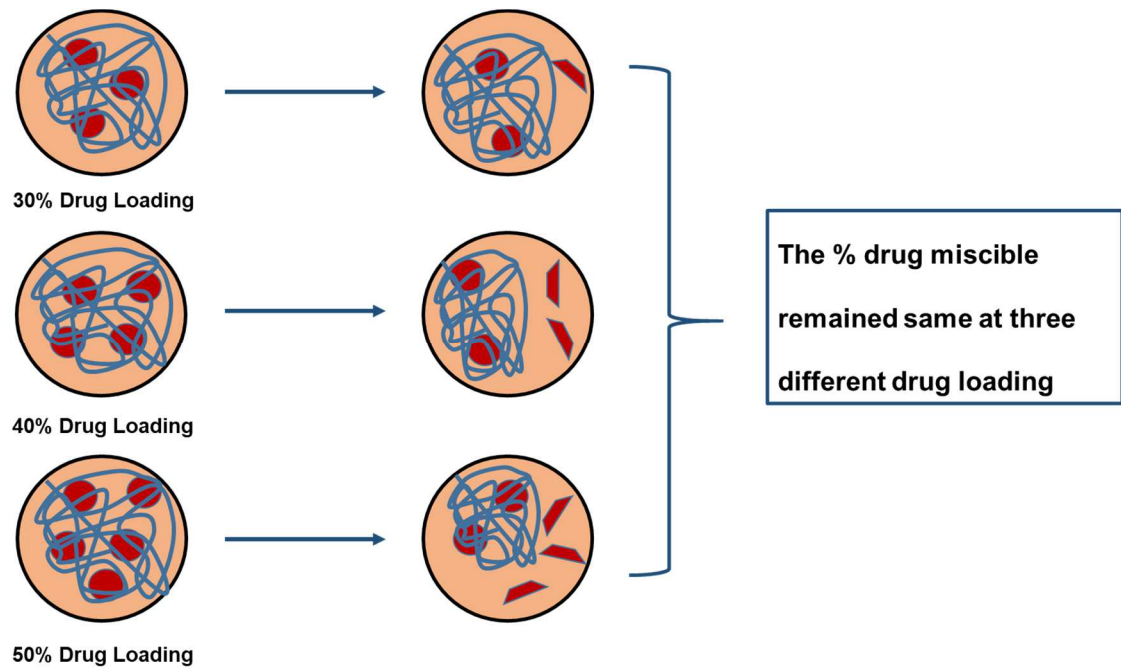 30% Drug Loading
40% Drug Loading
50% Drug Loading
The % drug miscible
remained same at three
different drug loading